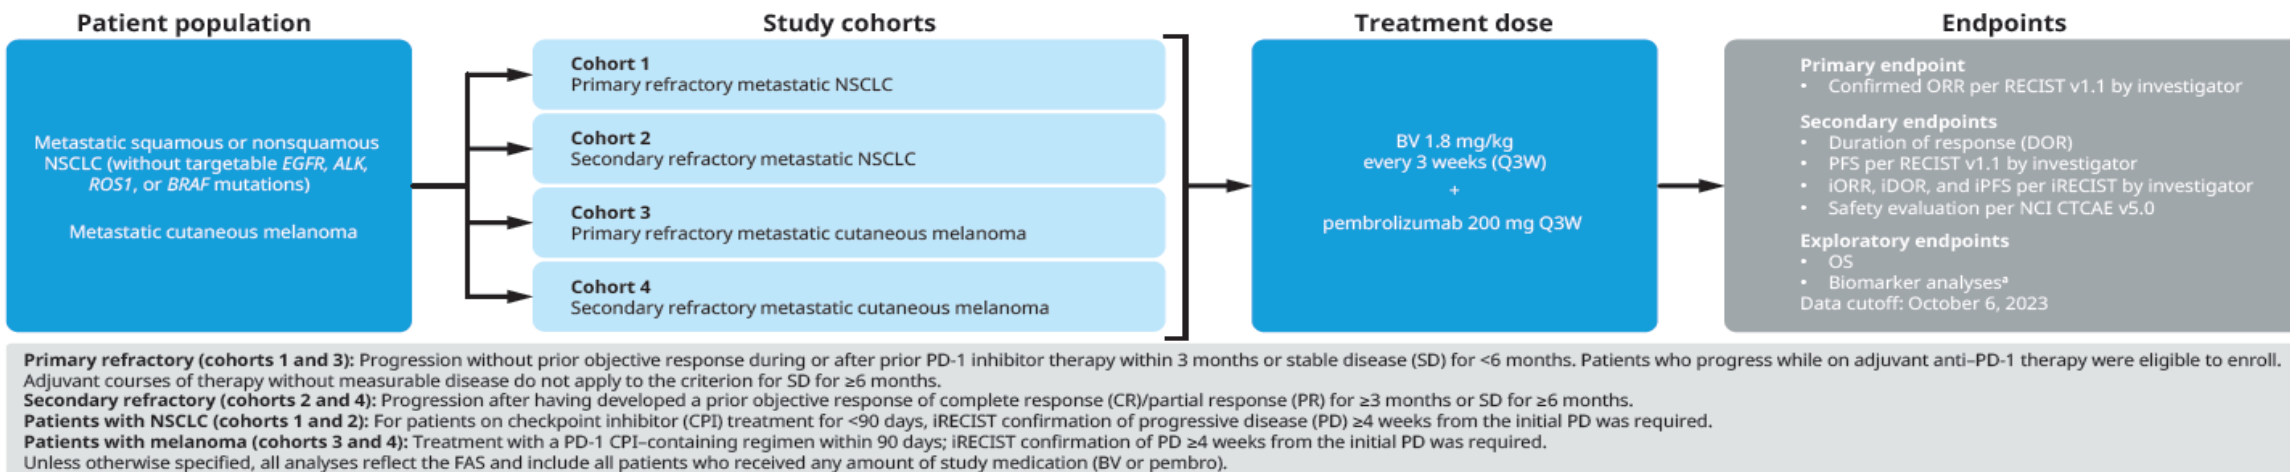 Patient population
Metastatic squamous or nonsquamous
NSCLC (without targetable EGFR, ALK,
ROS1, or BRAF mutations)
Metastatic cutaneous melanoma
Study cohorts
Cohort 1
Primary refractory metastatic NSCLC
Cohort 2
Secondary refractory metastatic NSCLC
Cohort 3
Primary refractory metastatic cutaneous melanoma
Cohort 4
Secondary refractory metastatic cutaneous melanoma
Treatment dose
BV 1.8 mg/kg
every 3 weeks (Q3W)
+
pembrolizumab 200 mg Q3W
Endpoints
Primary endpoint
• Confirmed ORR per RECIST v1.1 by investigator
Secondary endpoints
• Duration of response (DOR)
• PFS per RECIST v1.1 by investigator
• iORR, iDOR, and iPFS per iRECIST by investigator
• Safety evaluation per NCI CTCAE v5.0
Exploratory endpoints
• OS
• Biomarker analysesᵃ
Data cutoff: October 6, 2023
Primary refractory (cohorts 1 and 3): Progression without prior objective response during or after prior PD-1 inhibitor therapy within 3 months or stable disease (SD) for <6 months. Patients who progress while on adjuvant anti–PD-1 therapy were eligible to enroll.
Adjuvant courses of therapy without measurable disease do not apply to the criterion for SD for ≥6 months.
Secondary refractory (cohorts 2 and 4): Progression after having developed a prior objective response of complete response (CR)/partial response (PR) for ≥3 months or SD for ≥6 months.
Patients with NSCLC (cohorts 1 and 2): For patients on checkpoint inhibitor (CPI) treatment for <90 days, iRECIST confirmation of progressive disease (PD) ≥4 weeks from the initial PD was required.
Patients with melanoma (cohorts 3 and 4): Treatment with a PD-1 CPI–containing regimen within 90 days; iRECIST confirmation of PD ≥4 weeks from the initial PD was required.
Unless otherwise specified, all analyses reflect the FAS and include all patients who received any amount of study medication (BV or pembro).